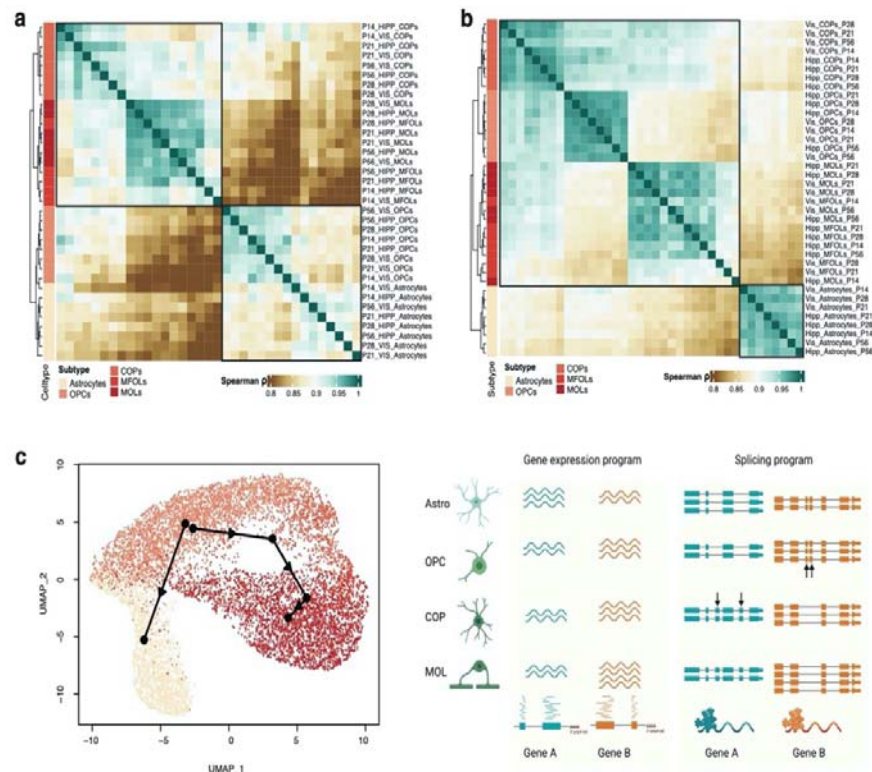 a
P14_HIPP_COPs
P14_VIS_COPs
P21_HIPP_COPs
P21_VIS_COPs
P56_VIS_COPs
P56_HIPP_COPs
P28_HIPP_COPs
P28_VIS_COPs
P28_VIS_MOLs
P28_HIPP_MOLs
P28_HIPP_MFOLs
P21_HIPP_MOLs
P21_VIS_MOLs
P56_HIPP_MOLs
P56_VIS_MOLs
P56_HIPP_MFOLs
P21_HIPP_MFOLs
P14_HIPP_MFOLs
P14_VIS_MFOLs
P56_VIS_OPCs
P56_HIPP_OPCs
P28_HIPP_OPCs
P14_HIPP_OPCs
P21_HIPP_OPCs
P28_VIS_OPCs
P21_VIS_OPCs
P14_VIS_OPCs
P14_VIS_Astrocytes
P14_HIPP_Astrocytes
P56_VIS_Astrocytes
P21_HIPP_Astrocytes
P28_HIPP_Astrocytes
P56_HIPP_Astrocytes
P28_VIS_Astrocytes
P21_VIS_Astrocytes
Celltype
Subtype
Astrocytes
OPCs
COPs
MFOLs
MOLs
Spearman ρ
0.8 0.9 0.95 1
b
Vis_COPs_P28
Vis_COPs_P21
Vis_COPs_P56
Vis_COPs_P14
Hipp_COPs_P14
Hipp_COPs_P21
Hipp_COPs_P28
Hipp_COPs_P56
Hipp_OPCs_P21
Hipp_OPCs_P28
Hipp_OPCs_P14
Vis_OPCs_P28
Vis_OPCs_P14
Vis_OPCs_P21
Hipp_OPCs_P56
Vis_OPCs_P56
Hipp_MOLs_P21
Hipp_MOLs_P28
Vis_MOLs_P21
Vis_MOLs_P28
Vis_MFOLs_P14
Vis_MOLs_P56
Hipp_MOLs_P56
Hipp_MFOLs_P21
Hipp_MFOLs_P28
Hipp_MFOLs_P14
Hipp_MFOLs_P56
Vis_MFOLs_P28
Vis_MFOLs_P21
Hipp_MOLs_P14
Vis_Astrocytes_P14
Vis_Astrocytes_P28
Vis_Astrocytes_P21
Hipp_Astrocytes_P21
Hipp_Astrocytes_P28
Hipp_Astrocytes_P14
Vis_Astrocytes_P56
Hipp_Astrocytes_P56
Subtype
Subtype
Astrocytes
OPCs
COPs
MFOLs
MOLs
Spearman ρ
0.8 0.9 0.95 1
c
UMAP_2
10
5
0
-5
-10
-10 -5 0 5 10
UMAP_1
Gene expression program
Splicing program
Astro
OPC
COP
MOL
Gene A
Gene B
Gene A
Gene B